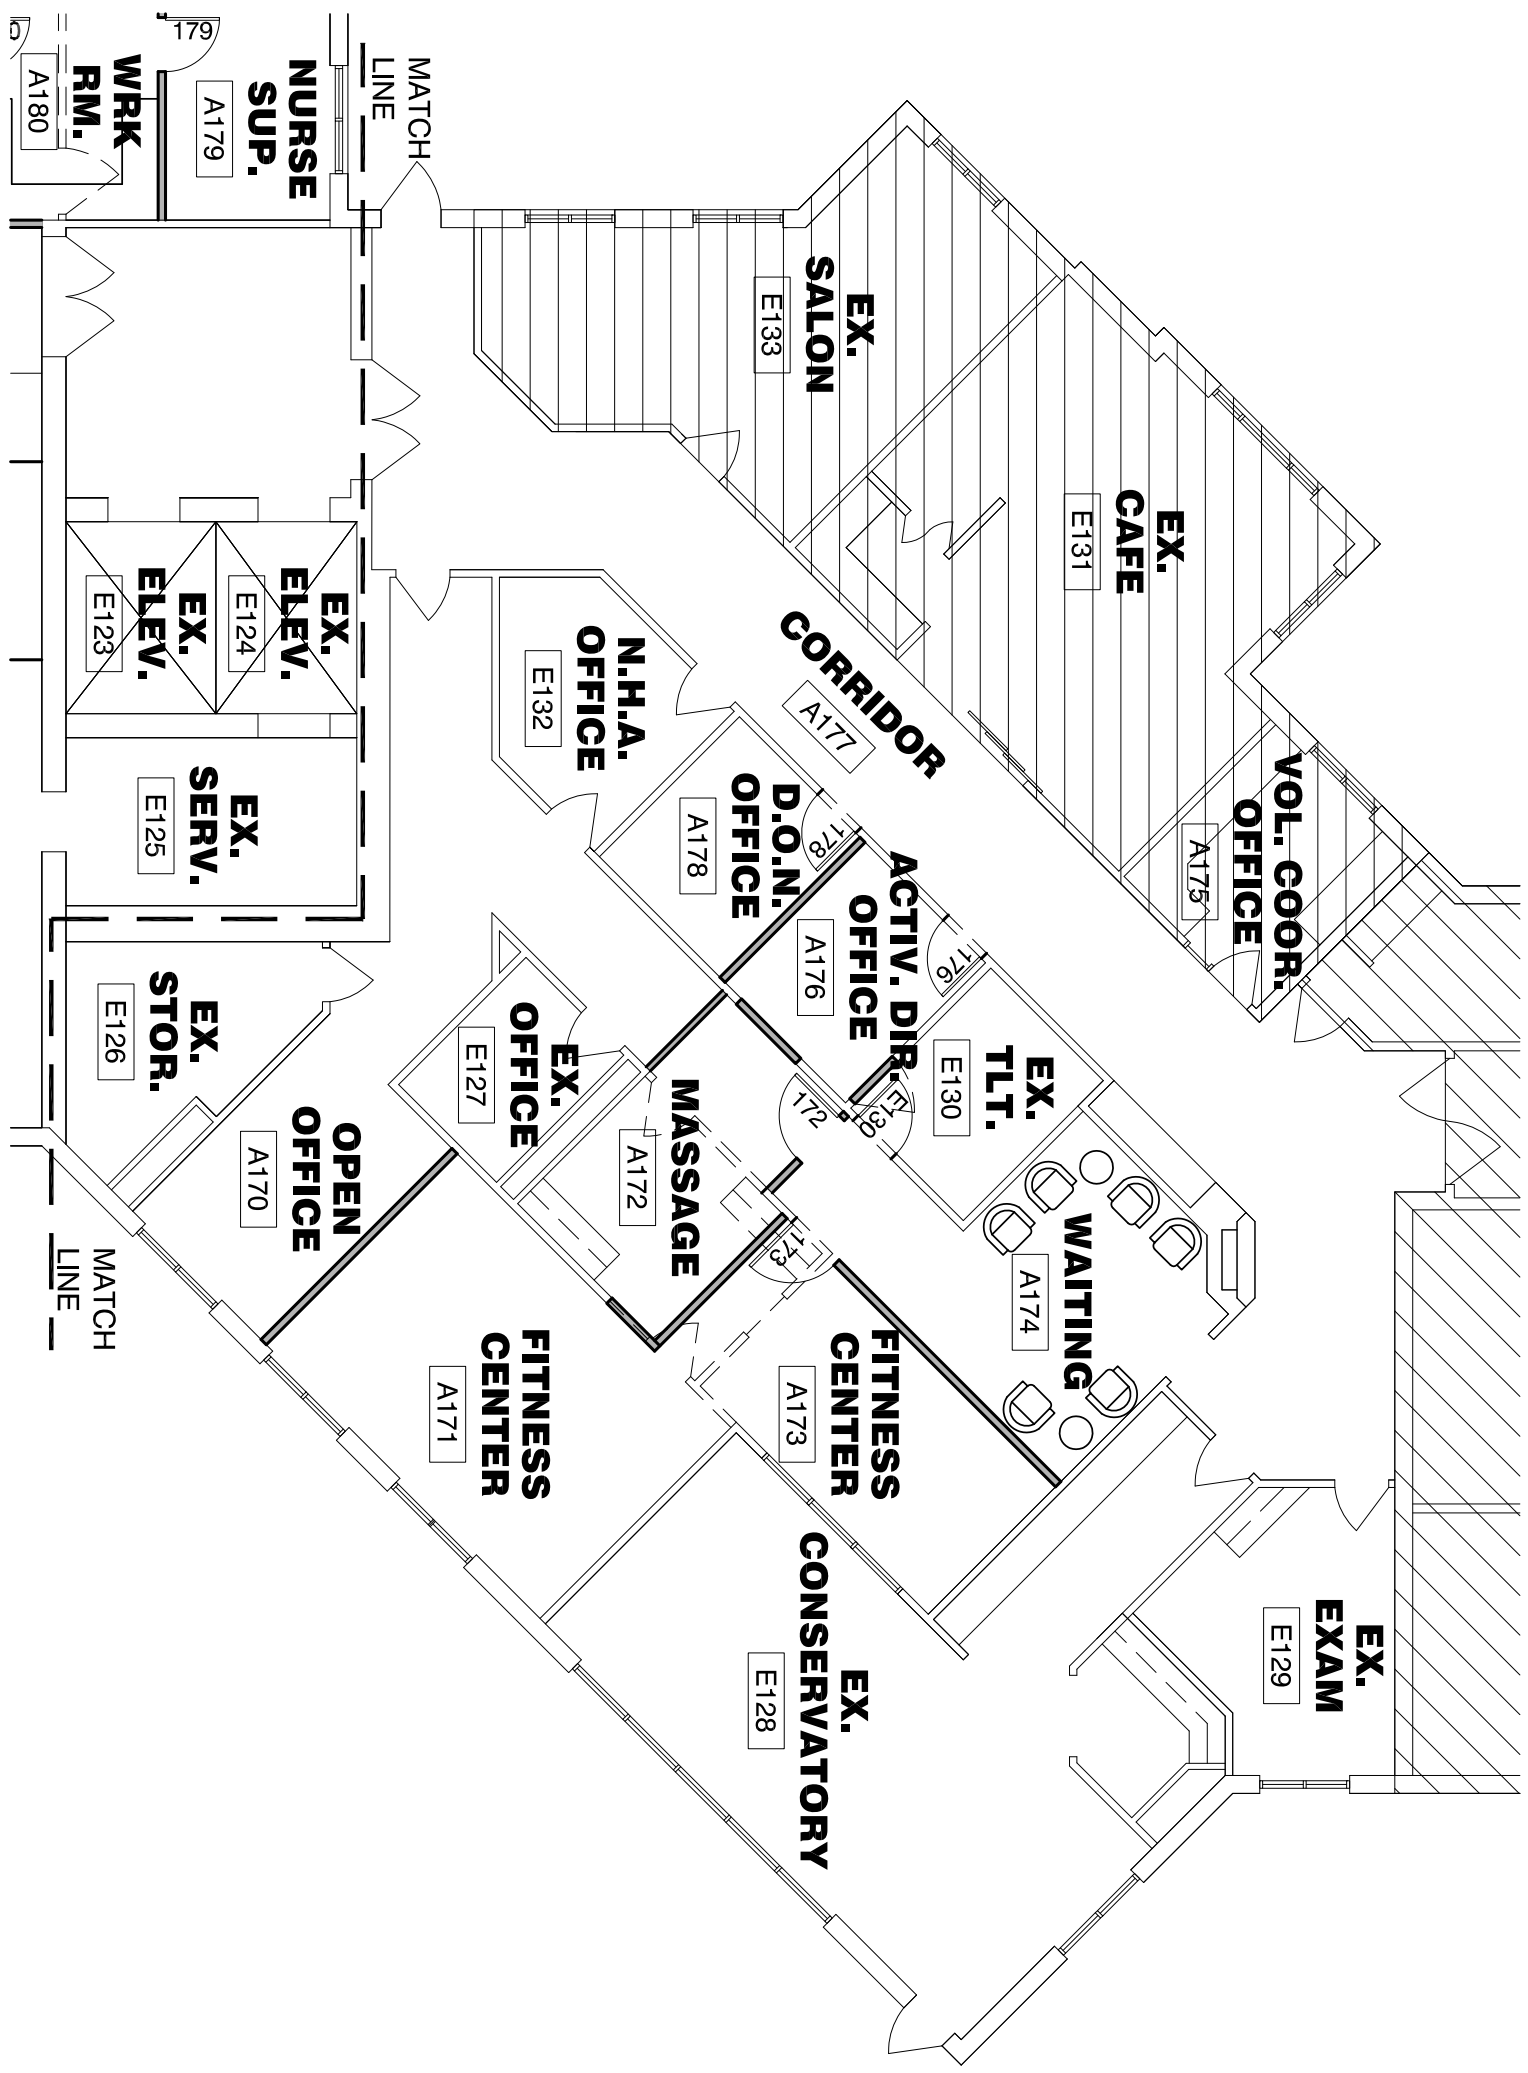 MATCH
LINE
179
NURSE
SUP.
A179
WRK
RM.
A180
EX.
SALON
E133
EX.
CAFE
E131
VOL. COOR.
OFFICE
A175
CORRIDOR
A177
N.H.A.
OFFICE
E132
EX.
ELEV.
E124
EX.
ELEV.
E123
EX.
SERV.
E125
EX.
STOR.
E126
D.O.N.
OFFICE
A178
178
ACTIV. DIR.
OFFICE
A176
176
EX.
TLT.
E130
E130
EX.
OFFICE
E127
MASSAGE
A172
172
OPEN
OFFICE
A170
WAITING
A174
FITNESS
CENTER
A173
173
FITNESS
CENTER
A171
EX.
CONSERVATORY
E128
EX.
EXAM
E129
MATCH
LINE